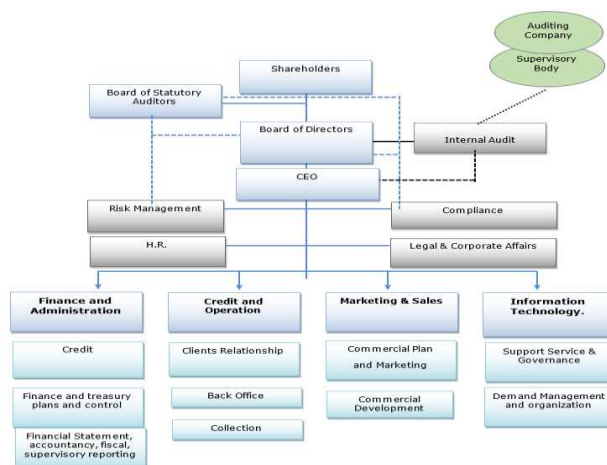 Auditing
Company
Supervisory
Body
Shareholders
Board of Statutory
Auditors
Board of Directors
Internal Audit
CEO
Risk Management
Compliance
H.R.
Legal & Corporate Affairs
Finance and
Administration
Credit and
Operation
Marketing & Sales
Information
Technology.
Credit
Clients Relationship
Commercial Plan
and Marketing
Support Service &
Governance
Finance and treasury
plans and control
Back Office
Commercial
Development
Demand Management
and organization
Financial Statement,
accountancy, fiscal,
supervisory reporting
Collection